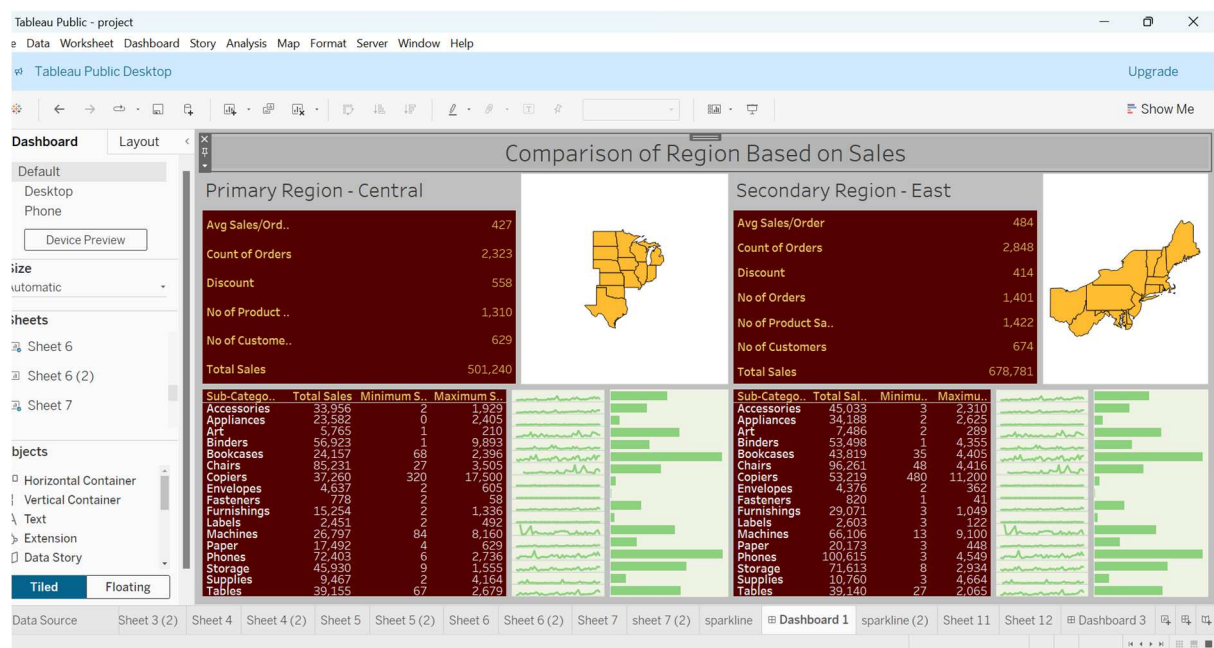 Tableau Public - project
e Data Worksheet Dashboard Story Analysis Map Format Server Window Help
Tableau Public Desktop Upgrade
Show Me
Dashboard Layout
Default
Desktop
Phone
Device Preview
Size
Automatic
Sheets
Sheet 6
Sheet 6 (2)
Sheet 7
bjects
Horizontal Container
Vertical Container
Text
Extension
Data Story
Tiled Floating
Comparison of Region Based on Sales
Primary Region - Central
Avg Sales/Ord.. 427
Count of Orders 2,323
Discount 558
No of Product .. 1,310
No of Custome.. 629
Total Sales 501,240
Secondary Region - East
Avg Sales/Order 484
Count of Orders 2,848
Discount 414
No of Orders 1,401
No of Product Sa.. 1,422
No of Customers 674
Total Sales 678,781
Sub-Catego.. Total Sales Minimum S.. Maximum S..
Accessories 33,956 2 1,929
Appliances 23,582 0 2,405
Art 5,765 1 210
Binders 56,923 1 9,893
Bookcases 24,157 68 2,396
Chairs 85,231 27 3,505
Copiers 37,260 320 17,500
Envelopes 4,637 2 605
Fasteners 778 2 58
Furnishings 15,254 2 1,336
Labels 2,451 2 492
Machines 26,797 84 8,160
Paper 17,492 4 629
Phones 72,403 6 2,736
Storage 45,930 9 1,555
Supplies 9,467 2 4,164
Tables 39,155 67 2,679
Sub-Catego.. Total Sal.. Minimu.. Maximu..
Accessories 45,033 3 2,310
Appliances 34,188 2 2,625
Art 7,486 2 289
Binders 53,498 1 4,355
Bookcases 43,819 35 4,405
Chairs 96,261 48 4,416
Copiers 53,219 480 11,200
Envelopes 4,376 2 362
Fasteners 820 1 41
Furnishings 29,071 3 1,049
Labels 2,603 3 122
Machines 66,106 13 9,100
Paper 20,173 3 448
Phones 100,615 3 4,549
Storage 71,613 8 2,934
Supplies 10,760 3 4,664
Tables 39,140 27 2,065
Data Source Sheet 3 (2) Sheet 4 Sheet 4 (2) Sheet 5 Sheet 5 (2) Sheet 6 Sheet 6 (2) Sheet 7 sheet 7 (2) sparkline Dashboard 1 sparkline (2) Sheet 11 Sheet 12 Dashboard 3